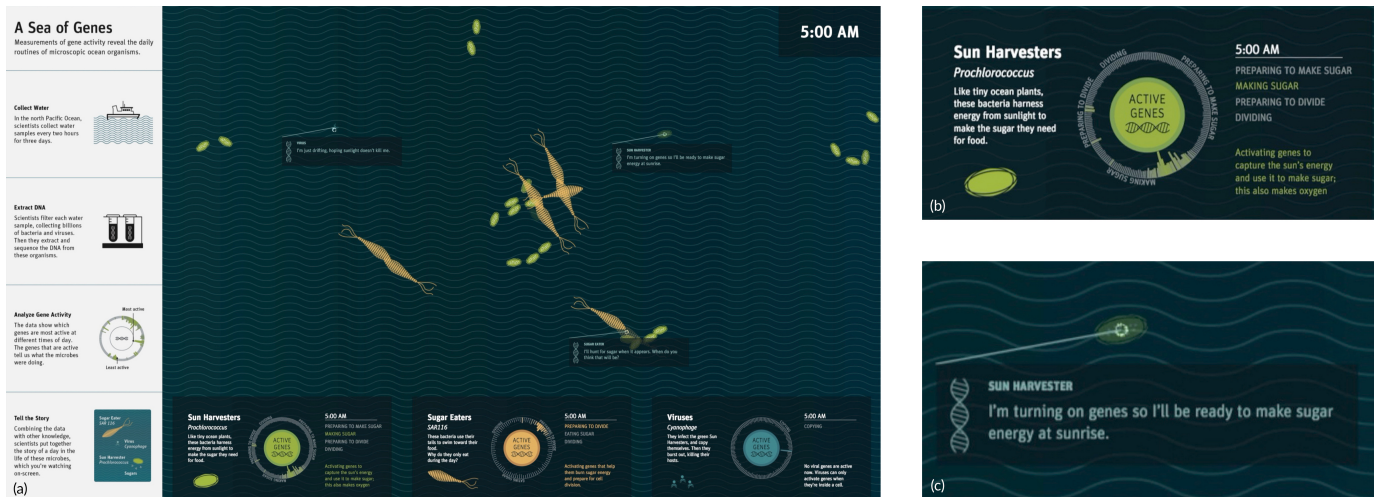 A Sea of Genes
Measurements of gene activity reveal the daily
routines of microscopic ocean organisms.
Collect Water
In the north Pacific Ocean,
scientists collect water
samples every two hours
for three days.
Extract DNA
Scientists filter each water
sample, collecting billions
of bacteria and viruses.
Then they extract and
sequence the DNA from
these organisms.
Analyze Gene Activity
The data show which
genes are most active at
different times of day.
The genes that are active
tell us what the microbes
were doing.
Most active
Least active
Tell the Story
Combining the data
with other knowledge,
scientists put together
the story of a day in the
life of these microbes,
which you're watching
on-screen.
Sugar Eater
SAR 116
Virus
Cyanophage
Sun Harvester
Prochlorococcus
Sugars
(a)
5:00 AM
VIRUS
I'm just drifting, hoping sunlight doesn't kill me.
SUN HARVESTER
I'm turning on genes so I'll be ready to make sugar
energy at sunrise.
SUGAR EATER
I'll hunt for sugar when it appears. When do you
think that will be?
Sun Harvesters
Prochlorococcus
Like tiny ocean plants,
these bacteria harness
energy from sunlight to
make the sugar they need
for food.
ACTIVE
GENES
5:00 AM
PREPARING TO MAKE SUGAR
MAKING SUGAR
PREPARING TO DIVIDE
DIVIDING
Activating genes to
capture the sun's energy
and use it to make sugar;
this also makes oxygen
Sugar Eaters
SAR116
These bacteria use their
tails to swim toward their
food.
Why do they only eat
during the day?
ACTIVE
GENES
5:00 AM
PREPARING TO DIVIDE
EATING SUGAR
DIVIDING
Activating genes that help
them burn sugar energy
and prepare for cell
division.
Viruses
Cyanophage
They infect the green Sun
Harvesters, and copy
themselves. Then they
burst out, killing their
hosts.
ACTIVE
GENES
5:00 AM
COPYING
No viral genes are active
now. Viruses can only
activate genes when
they're inside a cell.
Sun Harvesters
Prochlorococcus
Like tiny ocean plants,
these bacteria harness
energy from sunlight to
make the sugar they need
for food.
DIVIDING
PREPARING TO MAKE SUGAR
MAKING SUGAR
PREPARING TO DIVIDE
ACTIVE
GENES
5:00 AM
PREPARING TO MAKE SUGAR
MAKING SUGAR
PREPARING TO DIVIDE
DIVIDING
Activating genes to
capture the sun's energy
and use it to make sugar;
this also makes oxygen
(b)
SUN HARVESTER
I'm turning on genes so I'll be ready to make sugar
energy at sunrise.
(c)